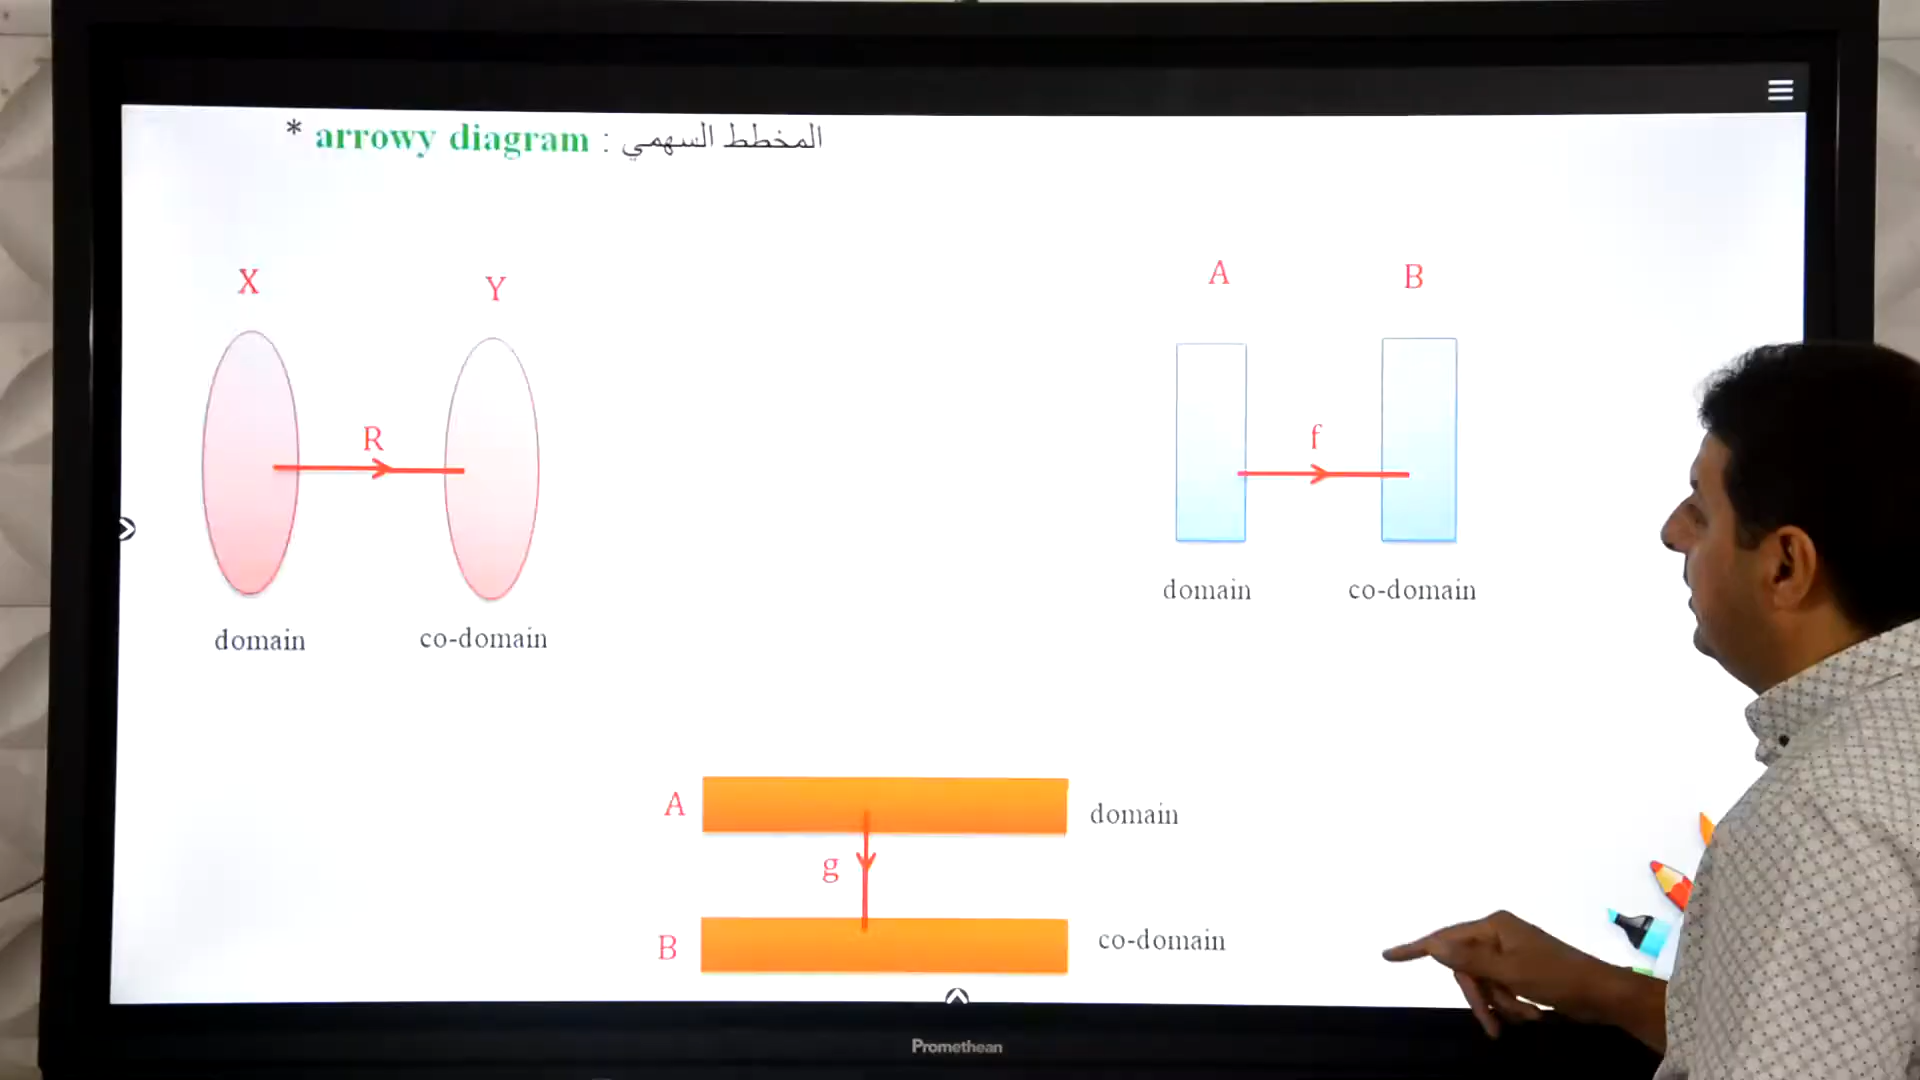 * arrowy diagram : المخطط السهمي
X
Y
R
domain
co-domain
A
B
f
domain
co-domain
A
domain
g
B
co-domain
Promethean